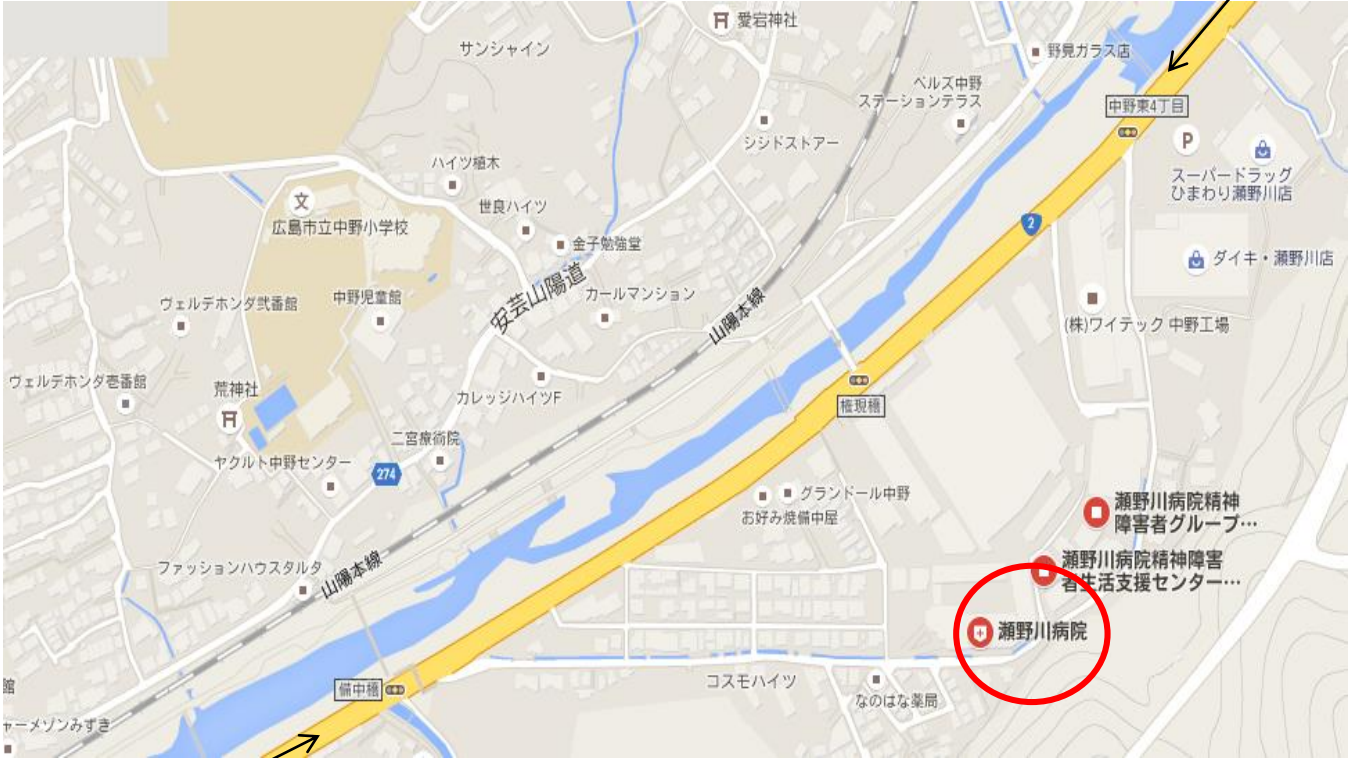 愛宕神社
サンシャイン
野見ガラス店
ベルズ中野
ステーションテラス
中野東4丁目
P
シシドストアー
スーパードラッグ
ひまわり瀬野川店
ハイツ植木
文
広島市立中野小学校
世良ハイツ
2
金子勉強堂
ダイキ・瀬野川店
安芸山陽道
ヴェルデホンダ弐番館
中野児童館
カールマンション
山陽本線
(株)ワイテック 中野工場
ヴェルデホンダ壱番館
荒神社
カレッジハイツF
権現橋
二宮療術院
ヤクルト中野センター
274
グランドール中野
お好み焼備中屋
瀬野川病院精神
障害者グループ…
ファッションハウスタルタ
山陽本線
瀬野川病院精神障害
者生活支援センター…
瀬野川病院
備中橋
コスモハイツ
なのはな薬局
館
ャーメゾンみずき